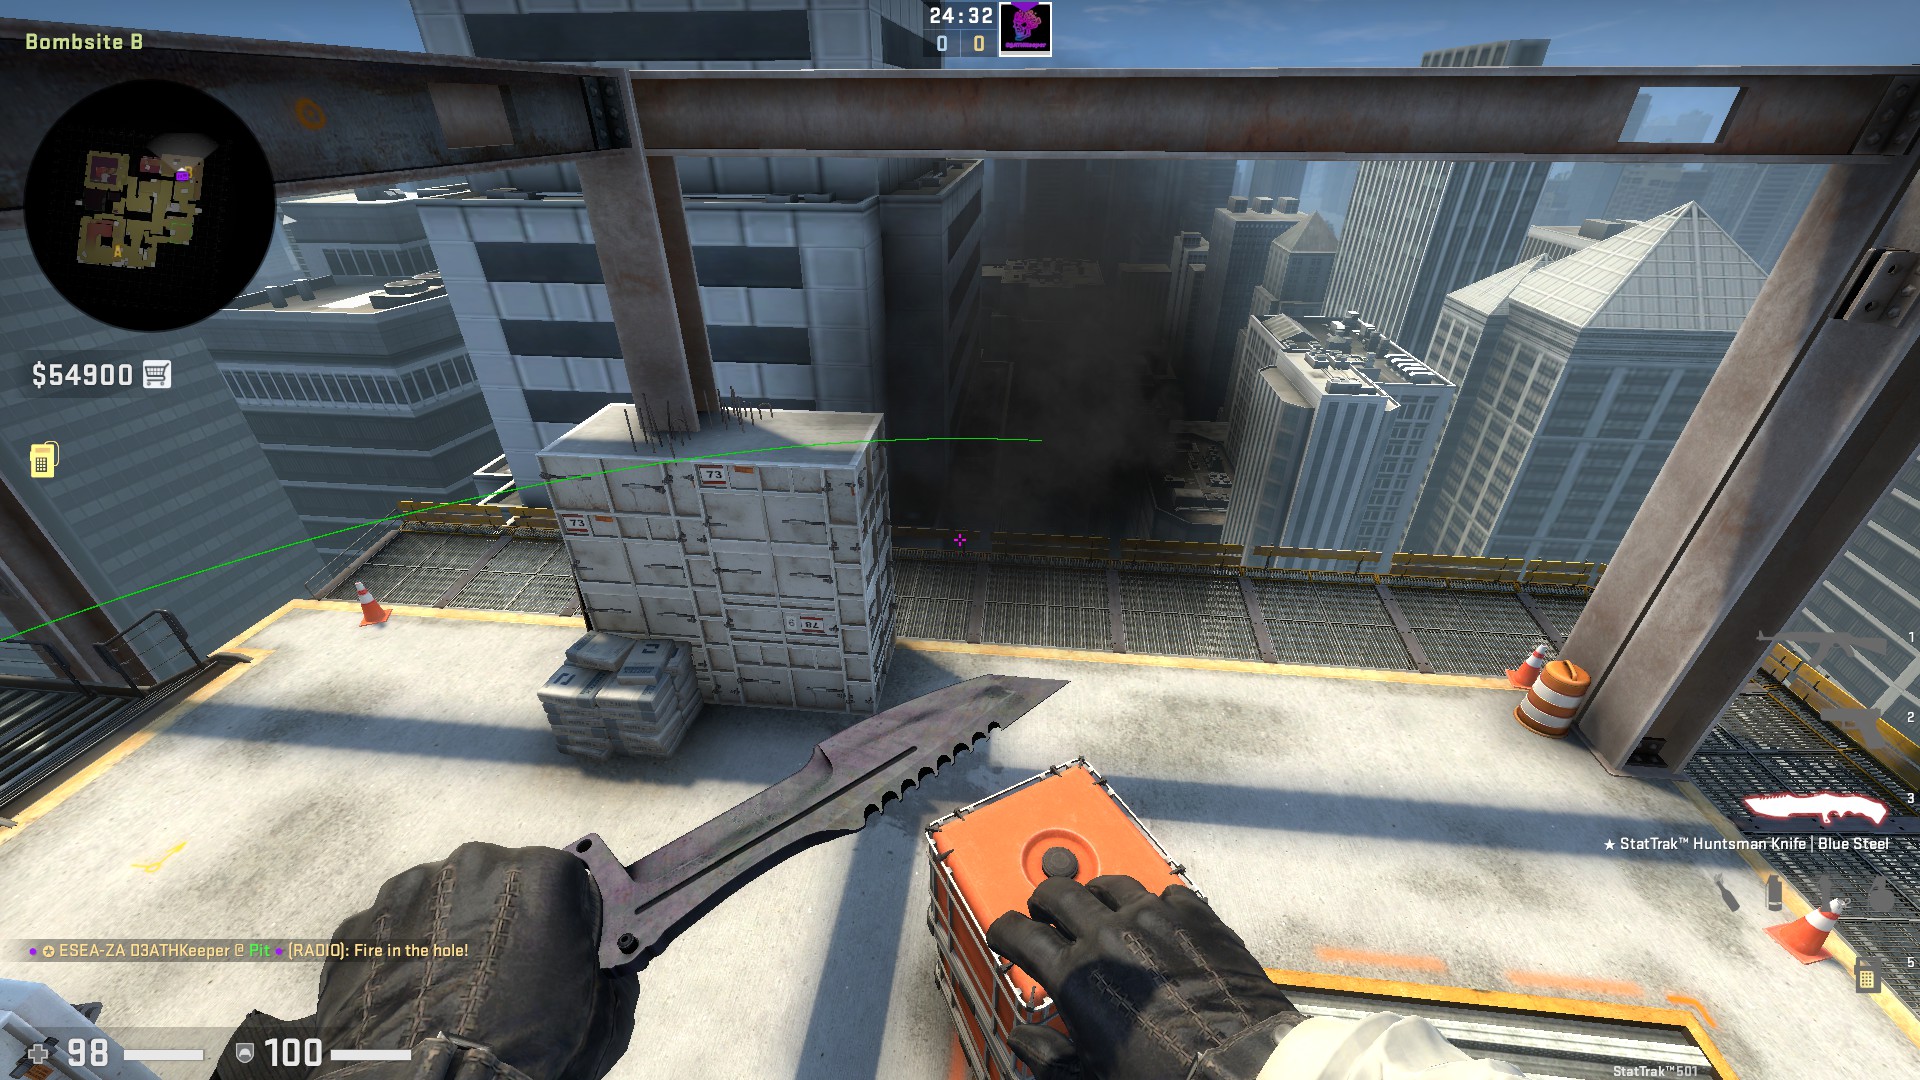 24:32
0 0
Bombsite B
A
$54900
73
73
78
1
2
3
★ StatTrak™ Huntsman Knife | Blue Steel
ESEA-ZA D3ATHKeeper @ Pit • (RADIO): Fire in the hole!
5
98 100
StatTrak™ 501